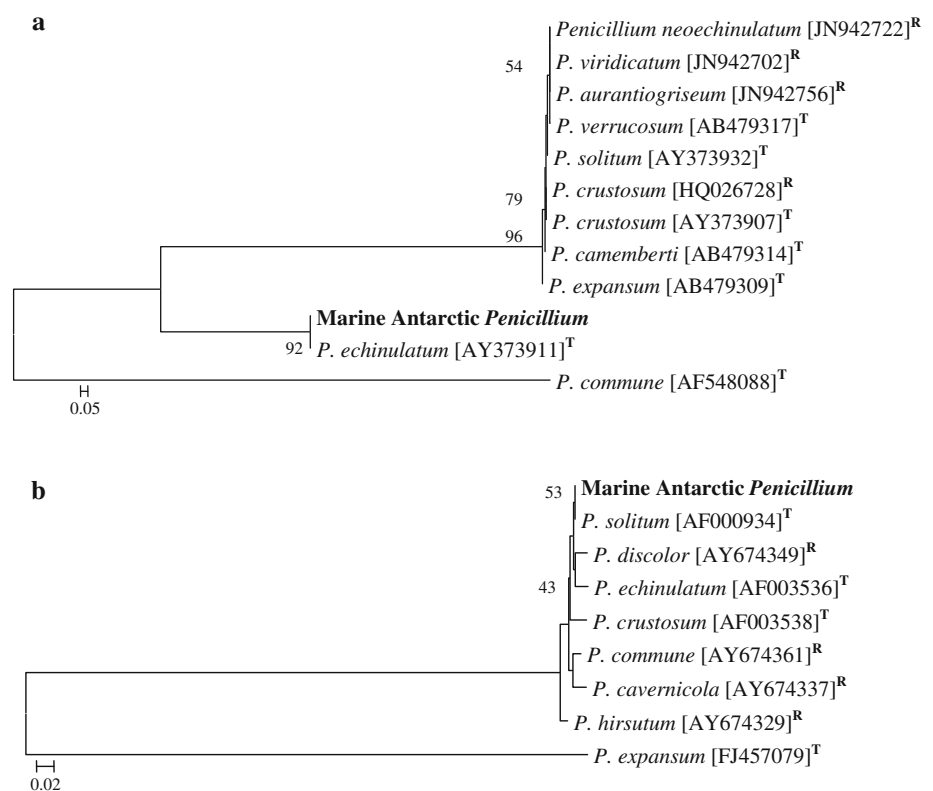 a
Penicillium neoechinulatum [JN942722]R
54
P. viridicatum [JN942702]R
P. aurantiogriseum [JN942756]R
P. verrucosum [AB479317]T
P. solitum [AY373932]T
P. crustosum [HQ026728]R
79
P. crustosum [AY373907]T
96
P. camemberti [AB479314]T
P. expansum [AB479309]T
Marine Antarctic Penicillium
92
P. echinulatum [AY373911]T
P. commune [AF548088]T
0.05
b
53
Marine Antarctic Penicillium
P. solitum [AF000934]T
P. discolor [AY674349]R
43
P. echinulatum [AF003536]T
P. crustosum [AF003538]T
P. commune [AY674361]R
P. cavernicola [AY674337]R
P. hirsutum [AY674329]R
P. expansum [FJ457079]T
0.02